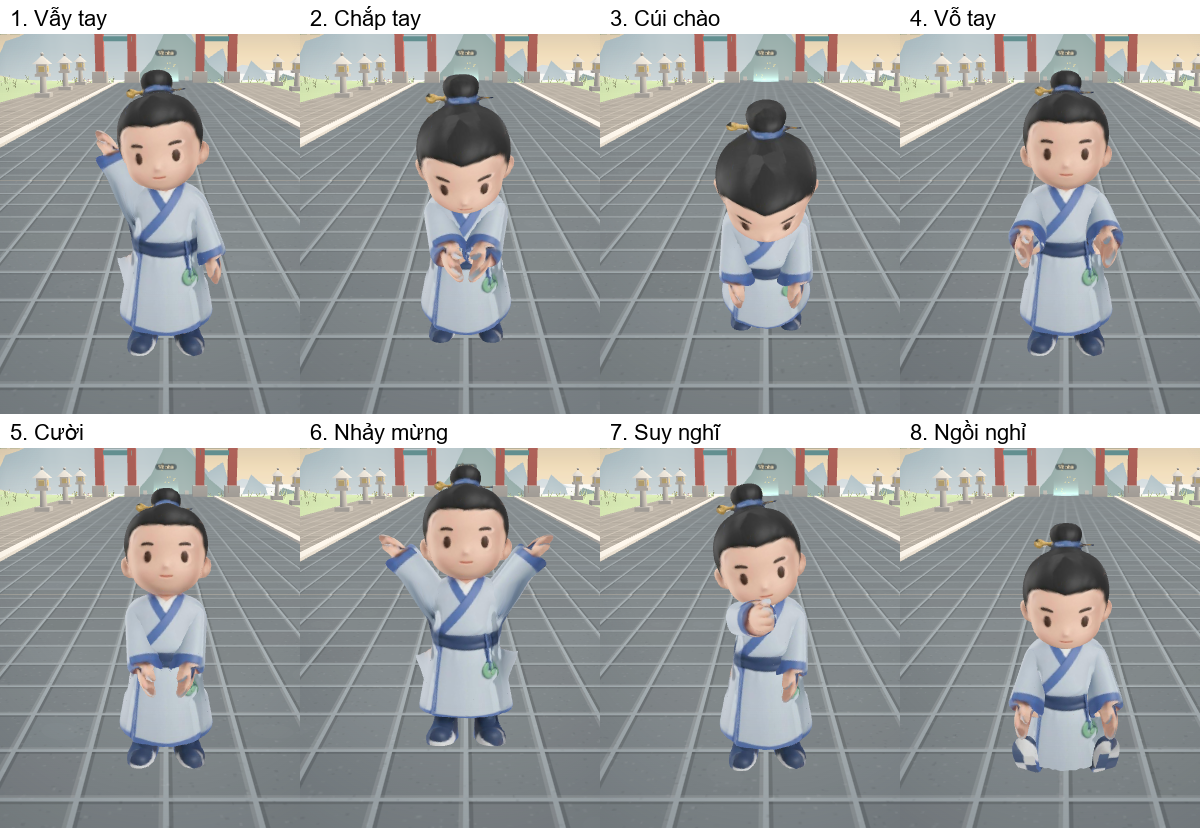 1. Vẫy tay
2. Chắp tay
3. Cúi chào
4. Vỗ tay
5. Cười
6. Nhảy mừng
7. Suy nghĩ
8. Ngồi nghỉ